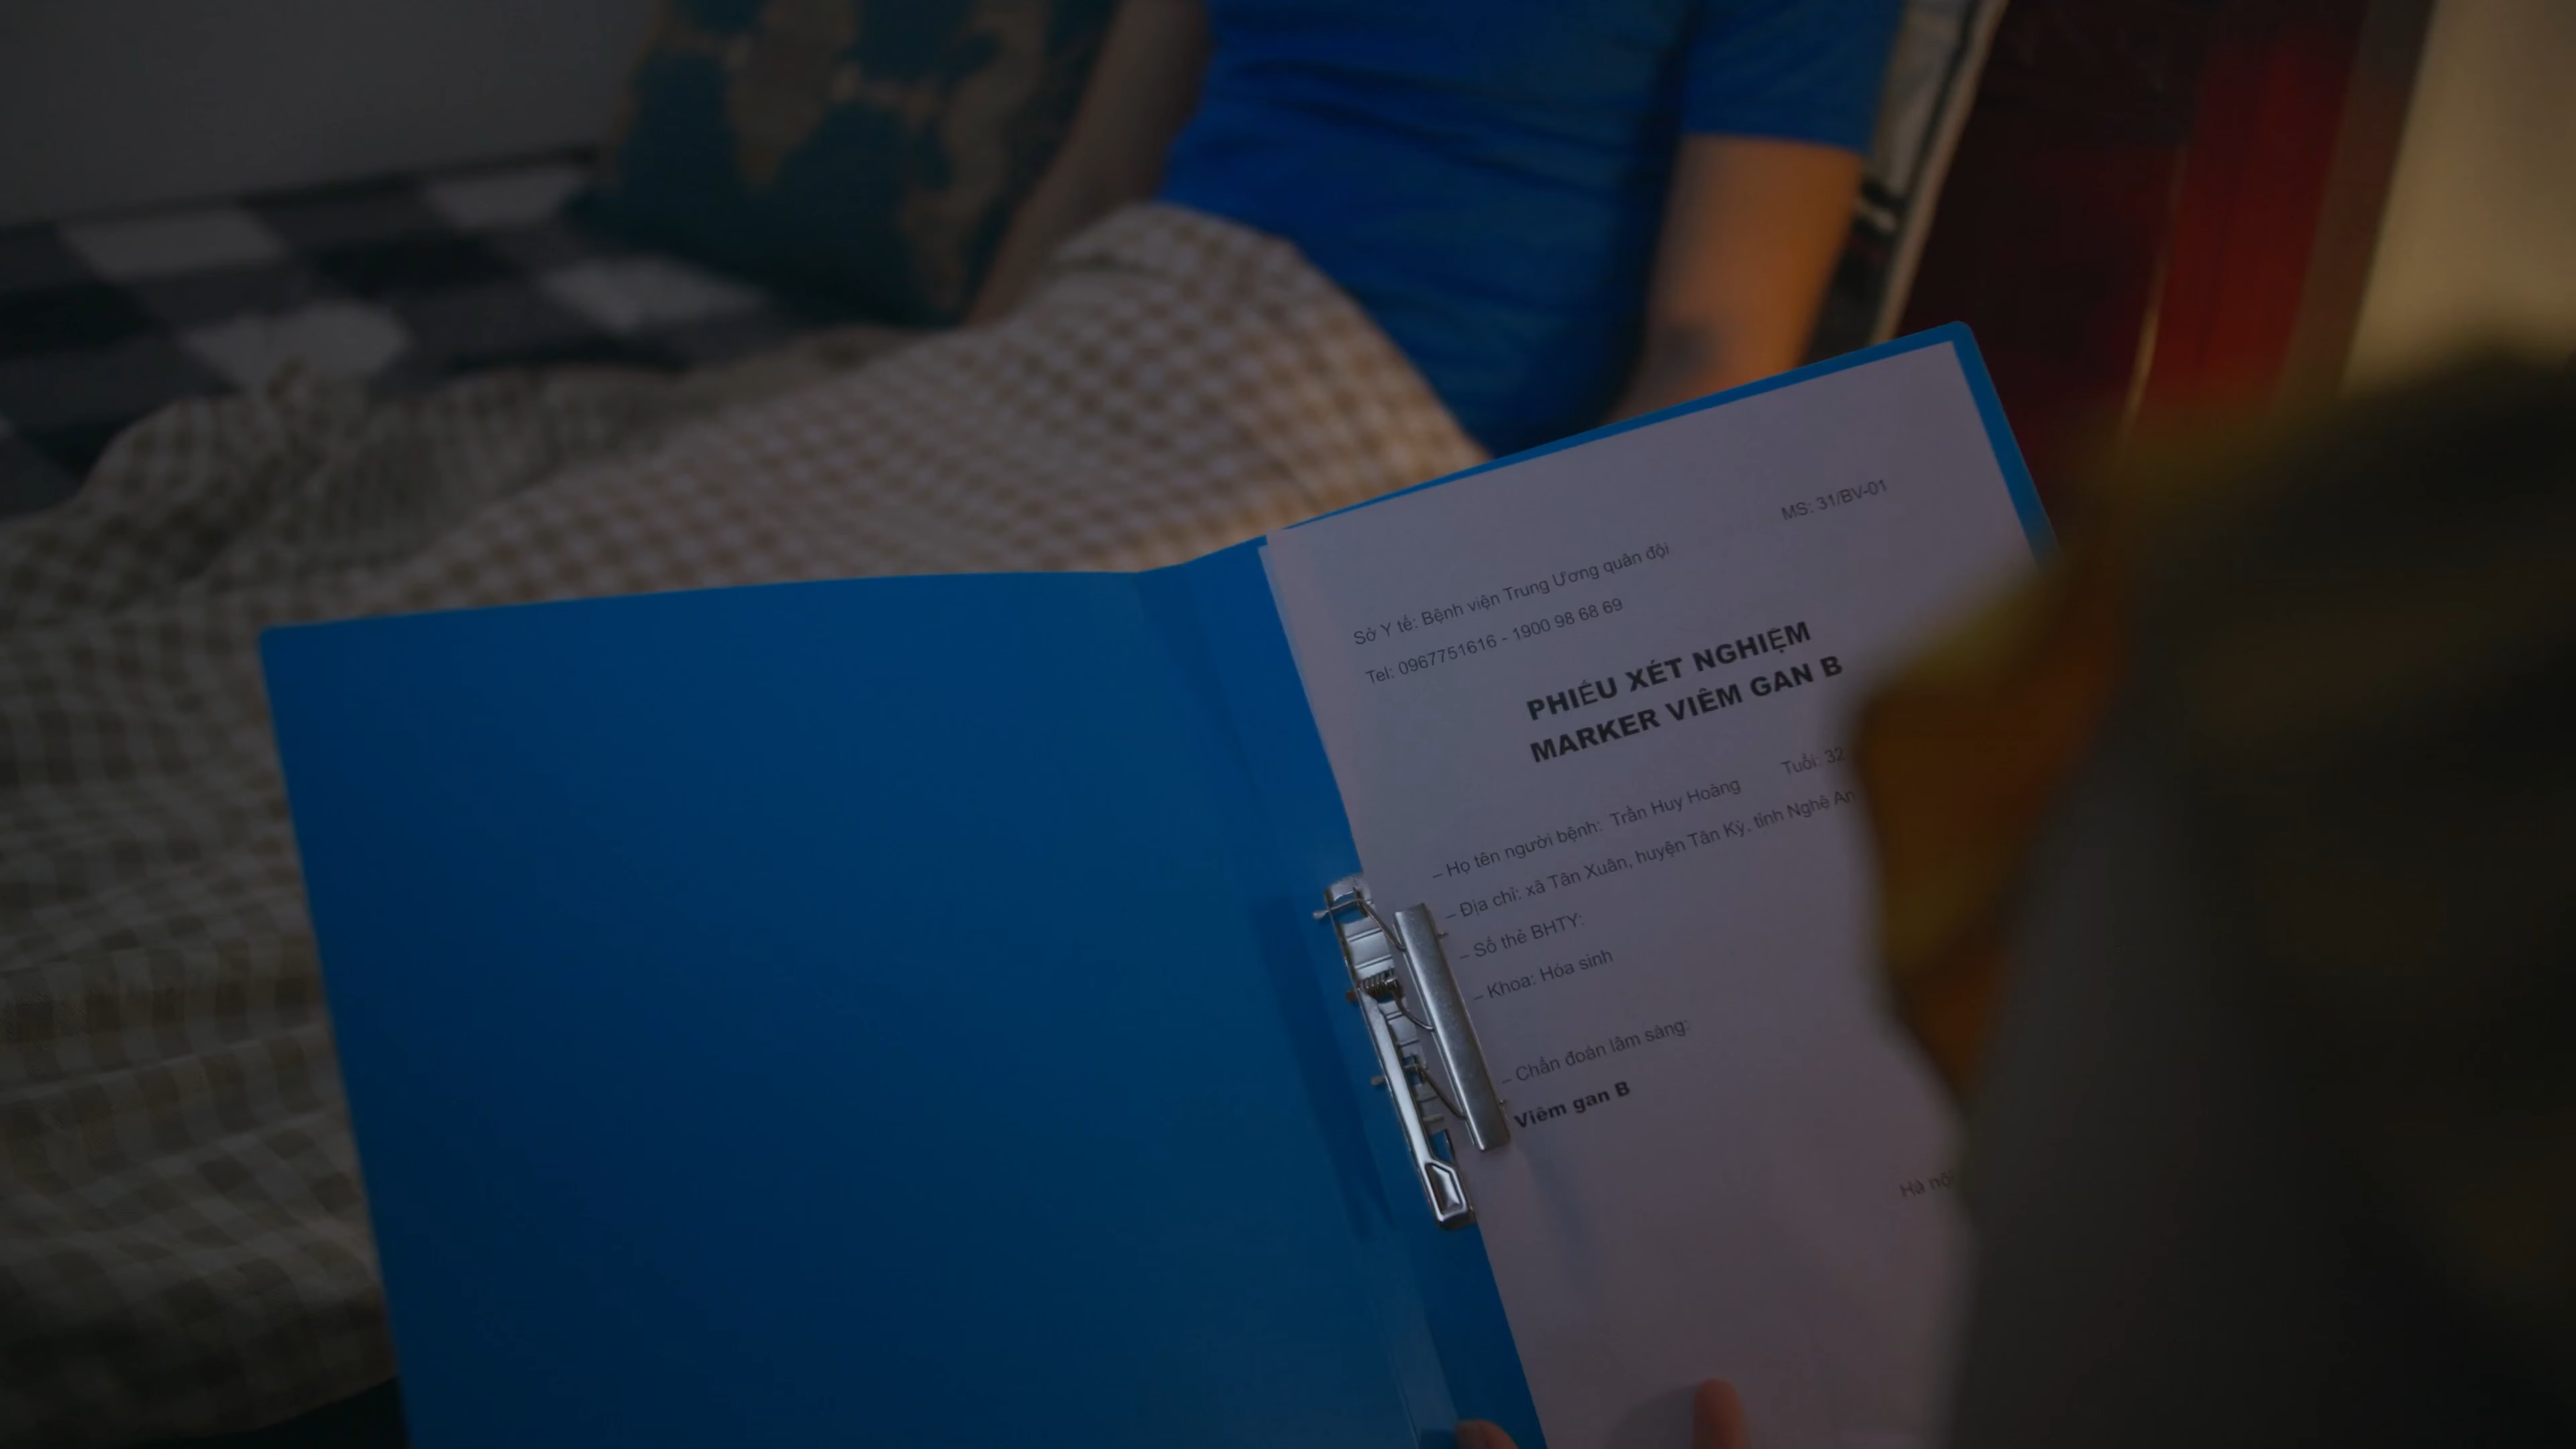 MS: 31/BV-01
Sở Y tế: Bệnh viện Trung Ương quân đội
Tel: 0967751616 - 1900 98 68 69
PHIẾU XÉT NGHIỆM
MARKER VIÊM GAN B
– Họ tên người bệnh: Trần Huy Hoàng Tuổi: 32
– Địa chỉ: xã Tân Xuân, huyện Tân Kỳ, tỉnh Nghệ An
– Số thẻ BHTY:
– Khoa: Hóa sinh
– Chẩn đoán lâm sàng:
Viêm gan B
Hà nội